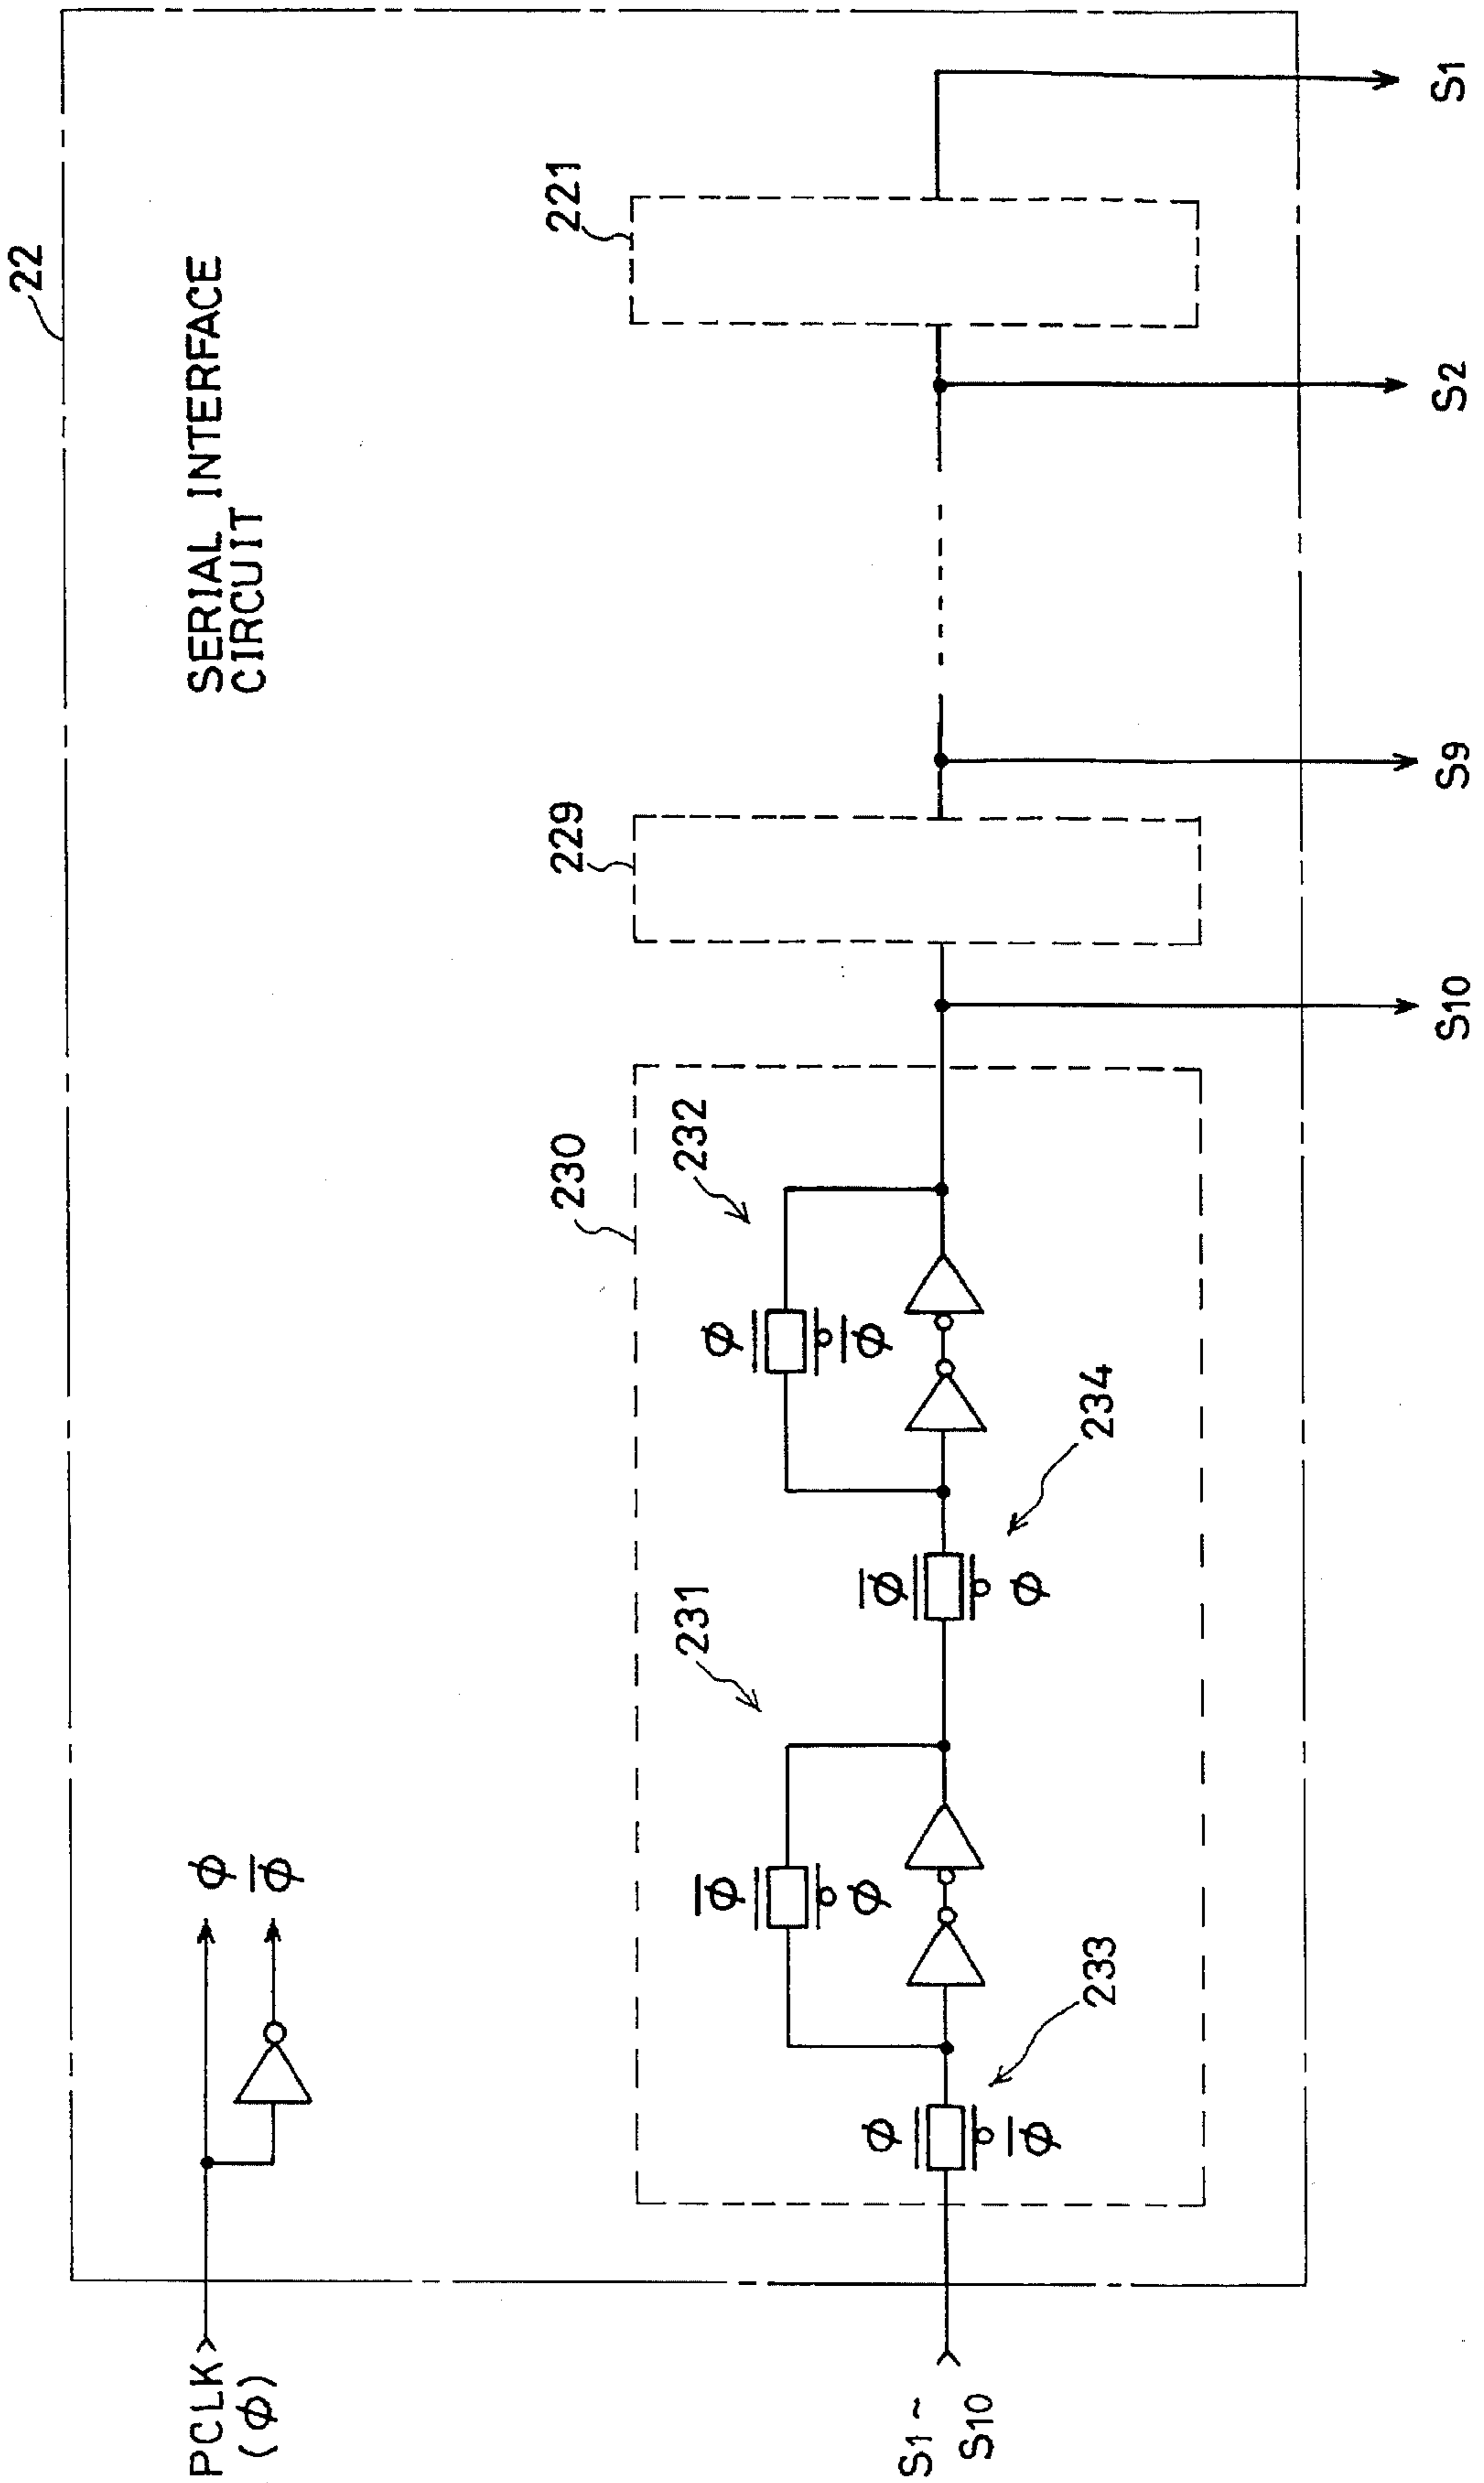 22
SERIAL INTERFACE
CIRCUIT
PCLK
(φ)
φ
φ̅
230
229
221
231
232
φ̅
φ
φ
φ̅
φ
φ̅
233
φ̅
φ
234
S1 ~
S10
S10
S9
S2
S1